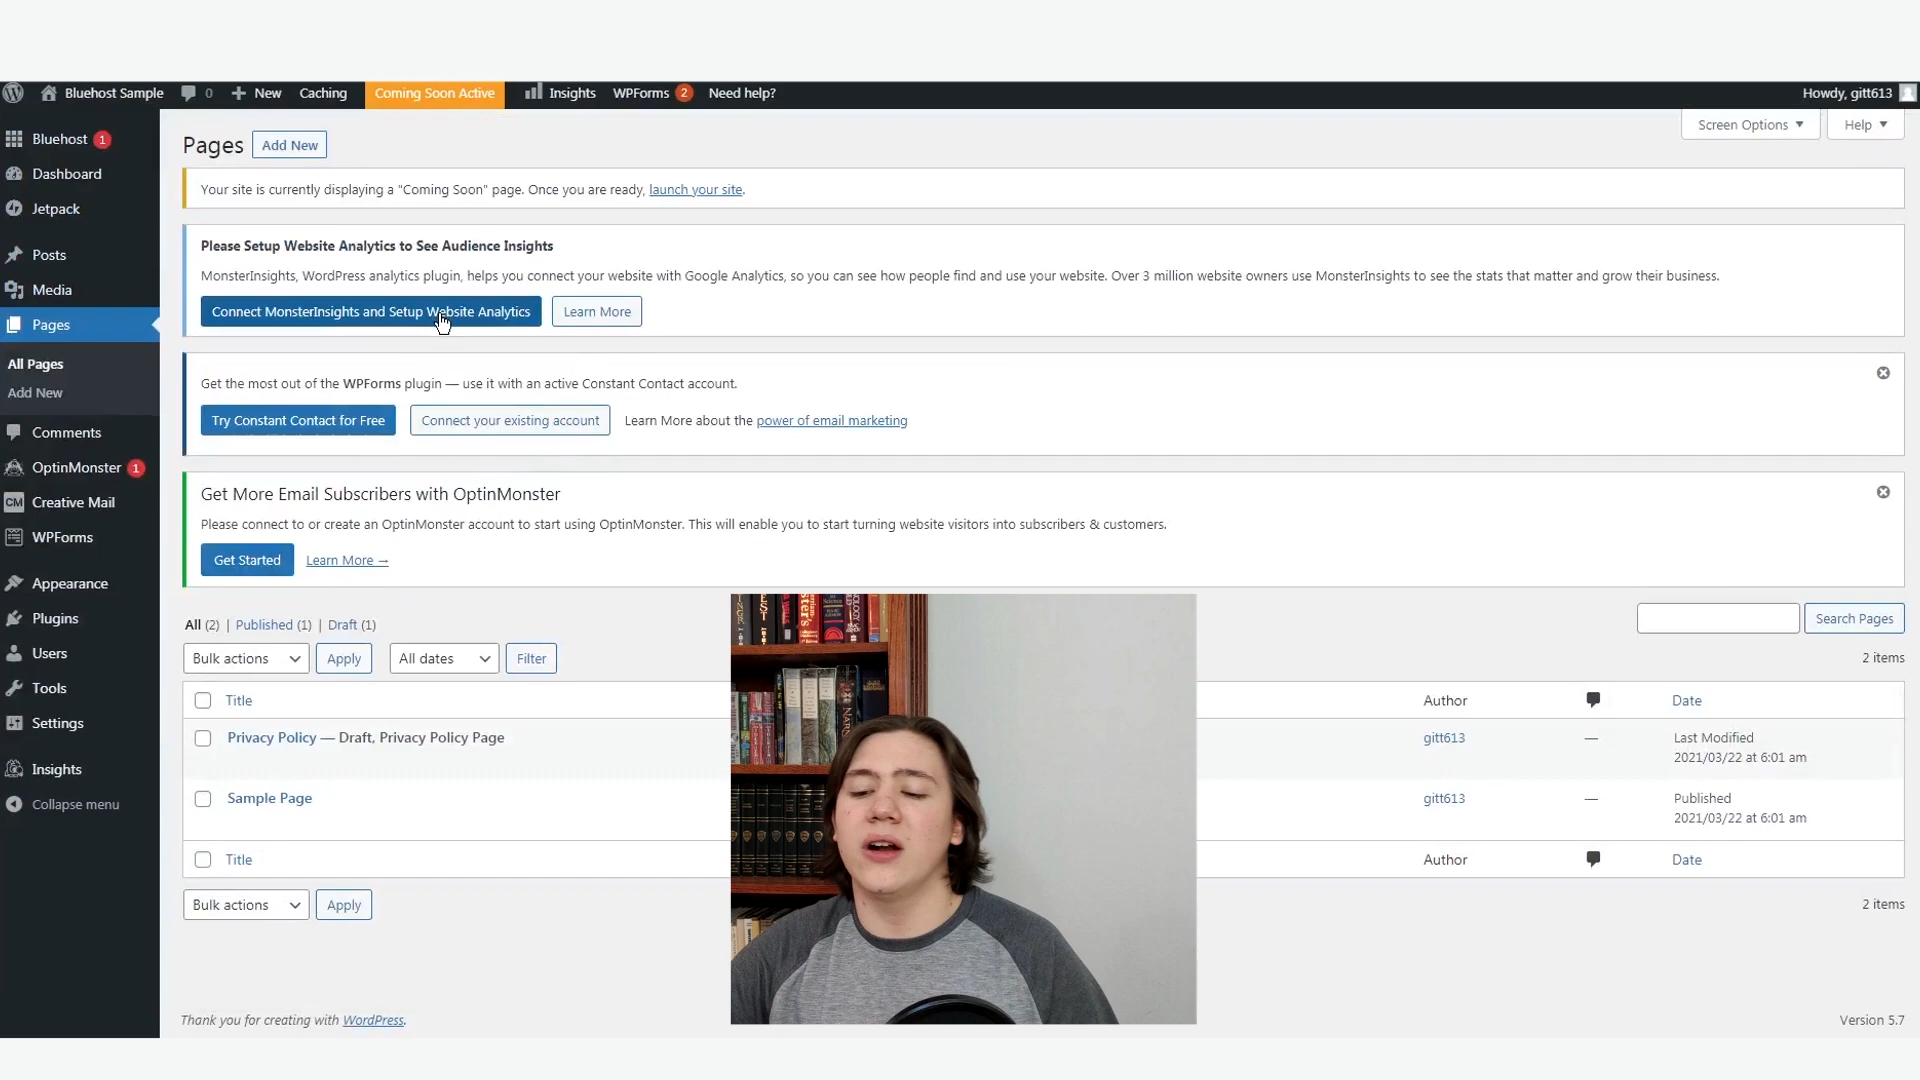 Bluehost Sample 0 New Caching Coming Soon Active Insights WPForms 2 Need help? Howdy, gitt613
Bluehost 1
Dashboard
Jetpack
Posts
Media
Pages
All Pages
Add New
Comments
OptinMonster 1
CM Creative Mail
WPForms
Appearance
Plugins
Users
Tools
Settings
Insights
Collapse menu
Screen Options Help
Pages Add New
Your site is currently displaying a "Coming Soon" page. Once you are ready, launch your site.
Please Setup Website Analytics to See Audience Insights
MonsterInsights, WordPress analytics plugin, helps you connect your website with Google Analytics, so you can see how people find and use your website. Over 3 million website owners use MonsterInsights to see the stats that matter and grow their business.
Connect MonsterInsights and Setup Website Analytics Learn More
Get the most out of the WPForms plugin — use it with an active Constant Contact account.
Try Constant Contact for Free Connect your existing account Learn More about the power of email marketing
Get More Email Subscribers with OptinMonster
Please connect to or create an OptinMonster account to start using OptinMonster. This will enable you to start turning website visitors into subscribers & customers.
Get Started Learn More →
All (2) | Published (1) | Draft (1) Search Pages
Bulk actions Apply All dates Filter 2 items
Title Author Date
Privacy Policy — Draft, Privacy Policy Page gitt613 — Last Modified
2021/03/22 at 6:01 am
Sample Page gitt613 — Published
2021/03/22 at 6:01 am
Title Author Date
Bulk actions Apply 2 items
Thank you for creating with WordPress. Version 5.7